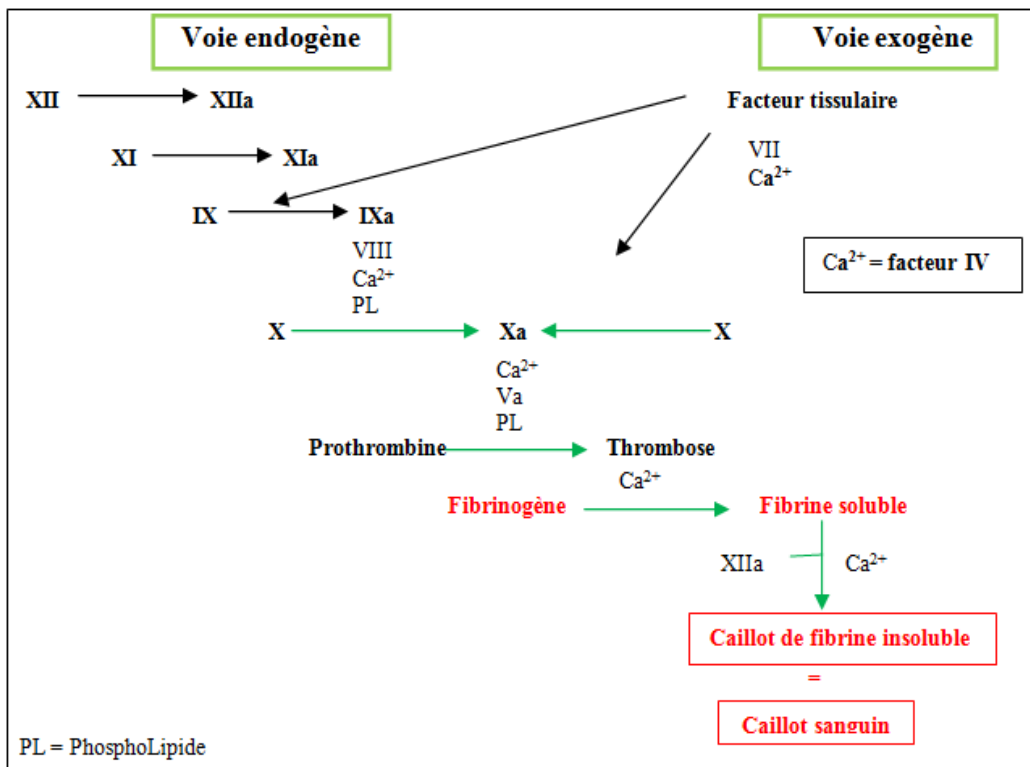 Voie endogène
Voie exogène
XII XIIa
Facteur tissulaire
XI XIa
VII
Ca²⁺
IX IXa
VIII
Ca²⁺
PL
Ca²⁺ = facteur IV
X Xa X
Ca²⁺
Va
PL
Prothrombine Thrombose
Ca²⁺
Fibrinogène Fibrine soluble
XIIa Ca²⁺
Caillot de fibrine insoluble
=
Caillot sanguin
PL = PhosphoLipide